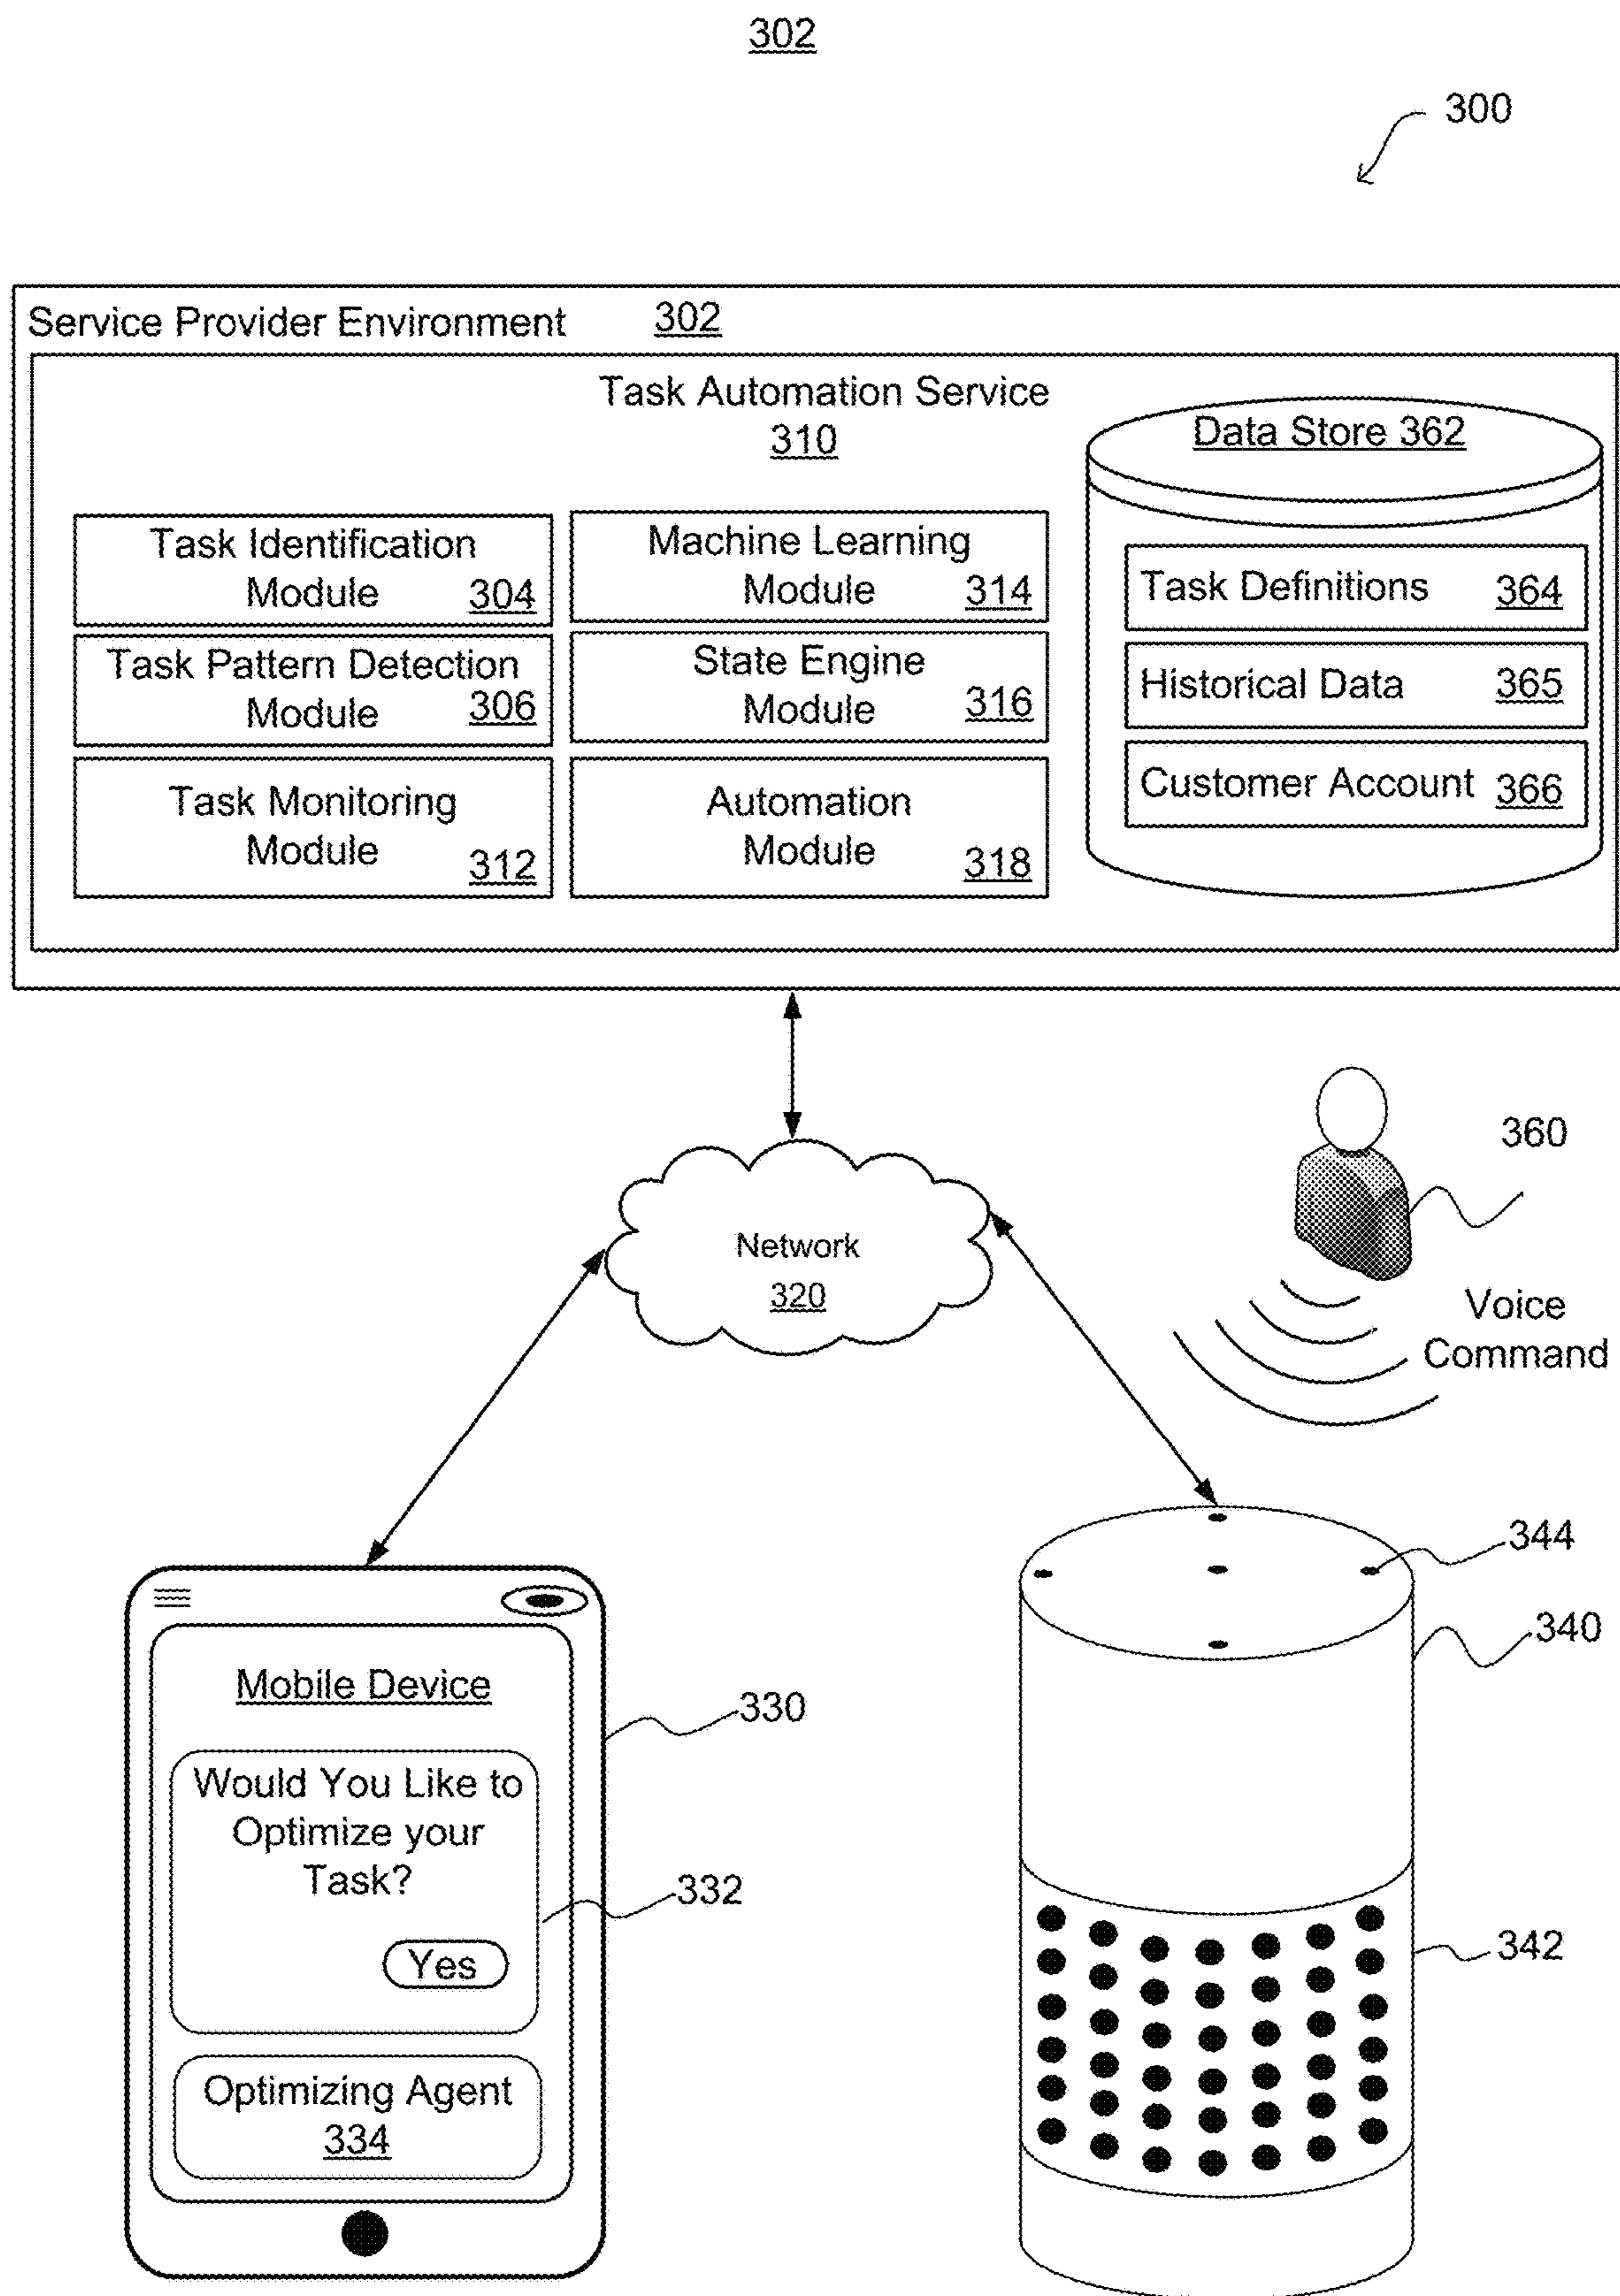 302
300
Service Provider Environment 302
Task Automation Service
310
Data Store 362
Task Identification
Module 304
Machine Learning
Module 314
Task Pattern Detection
Module 306
State Engine
Module 316
Task Monitoring
Module 312
Automation
Module 318
Task Definitions 364
Historical Data 365
Customer Account 366
Network
320
360
Voice
Command
344
340
Mobile Device
330
Would You Like to
Optimize your
Task?
332
Yes
342
Optimizing Agent
334